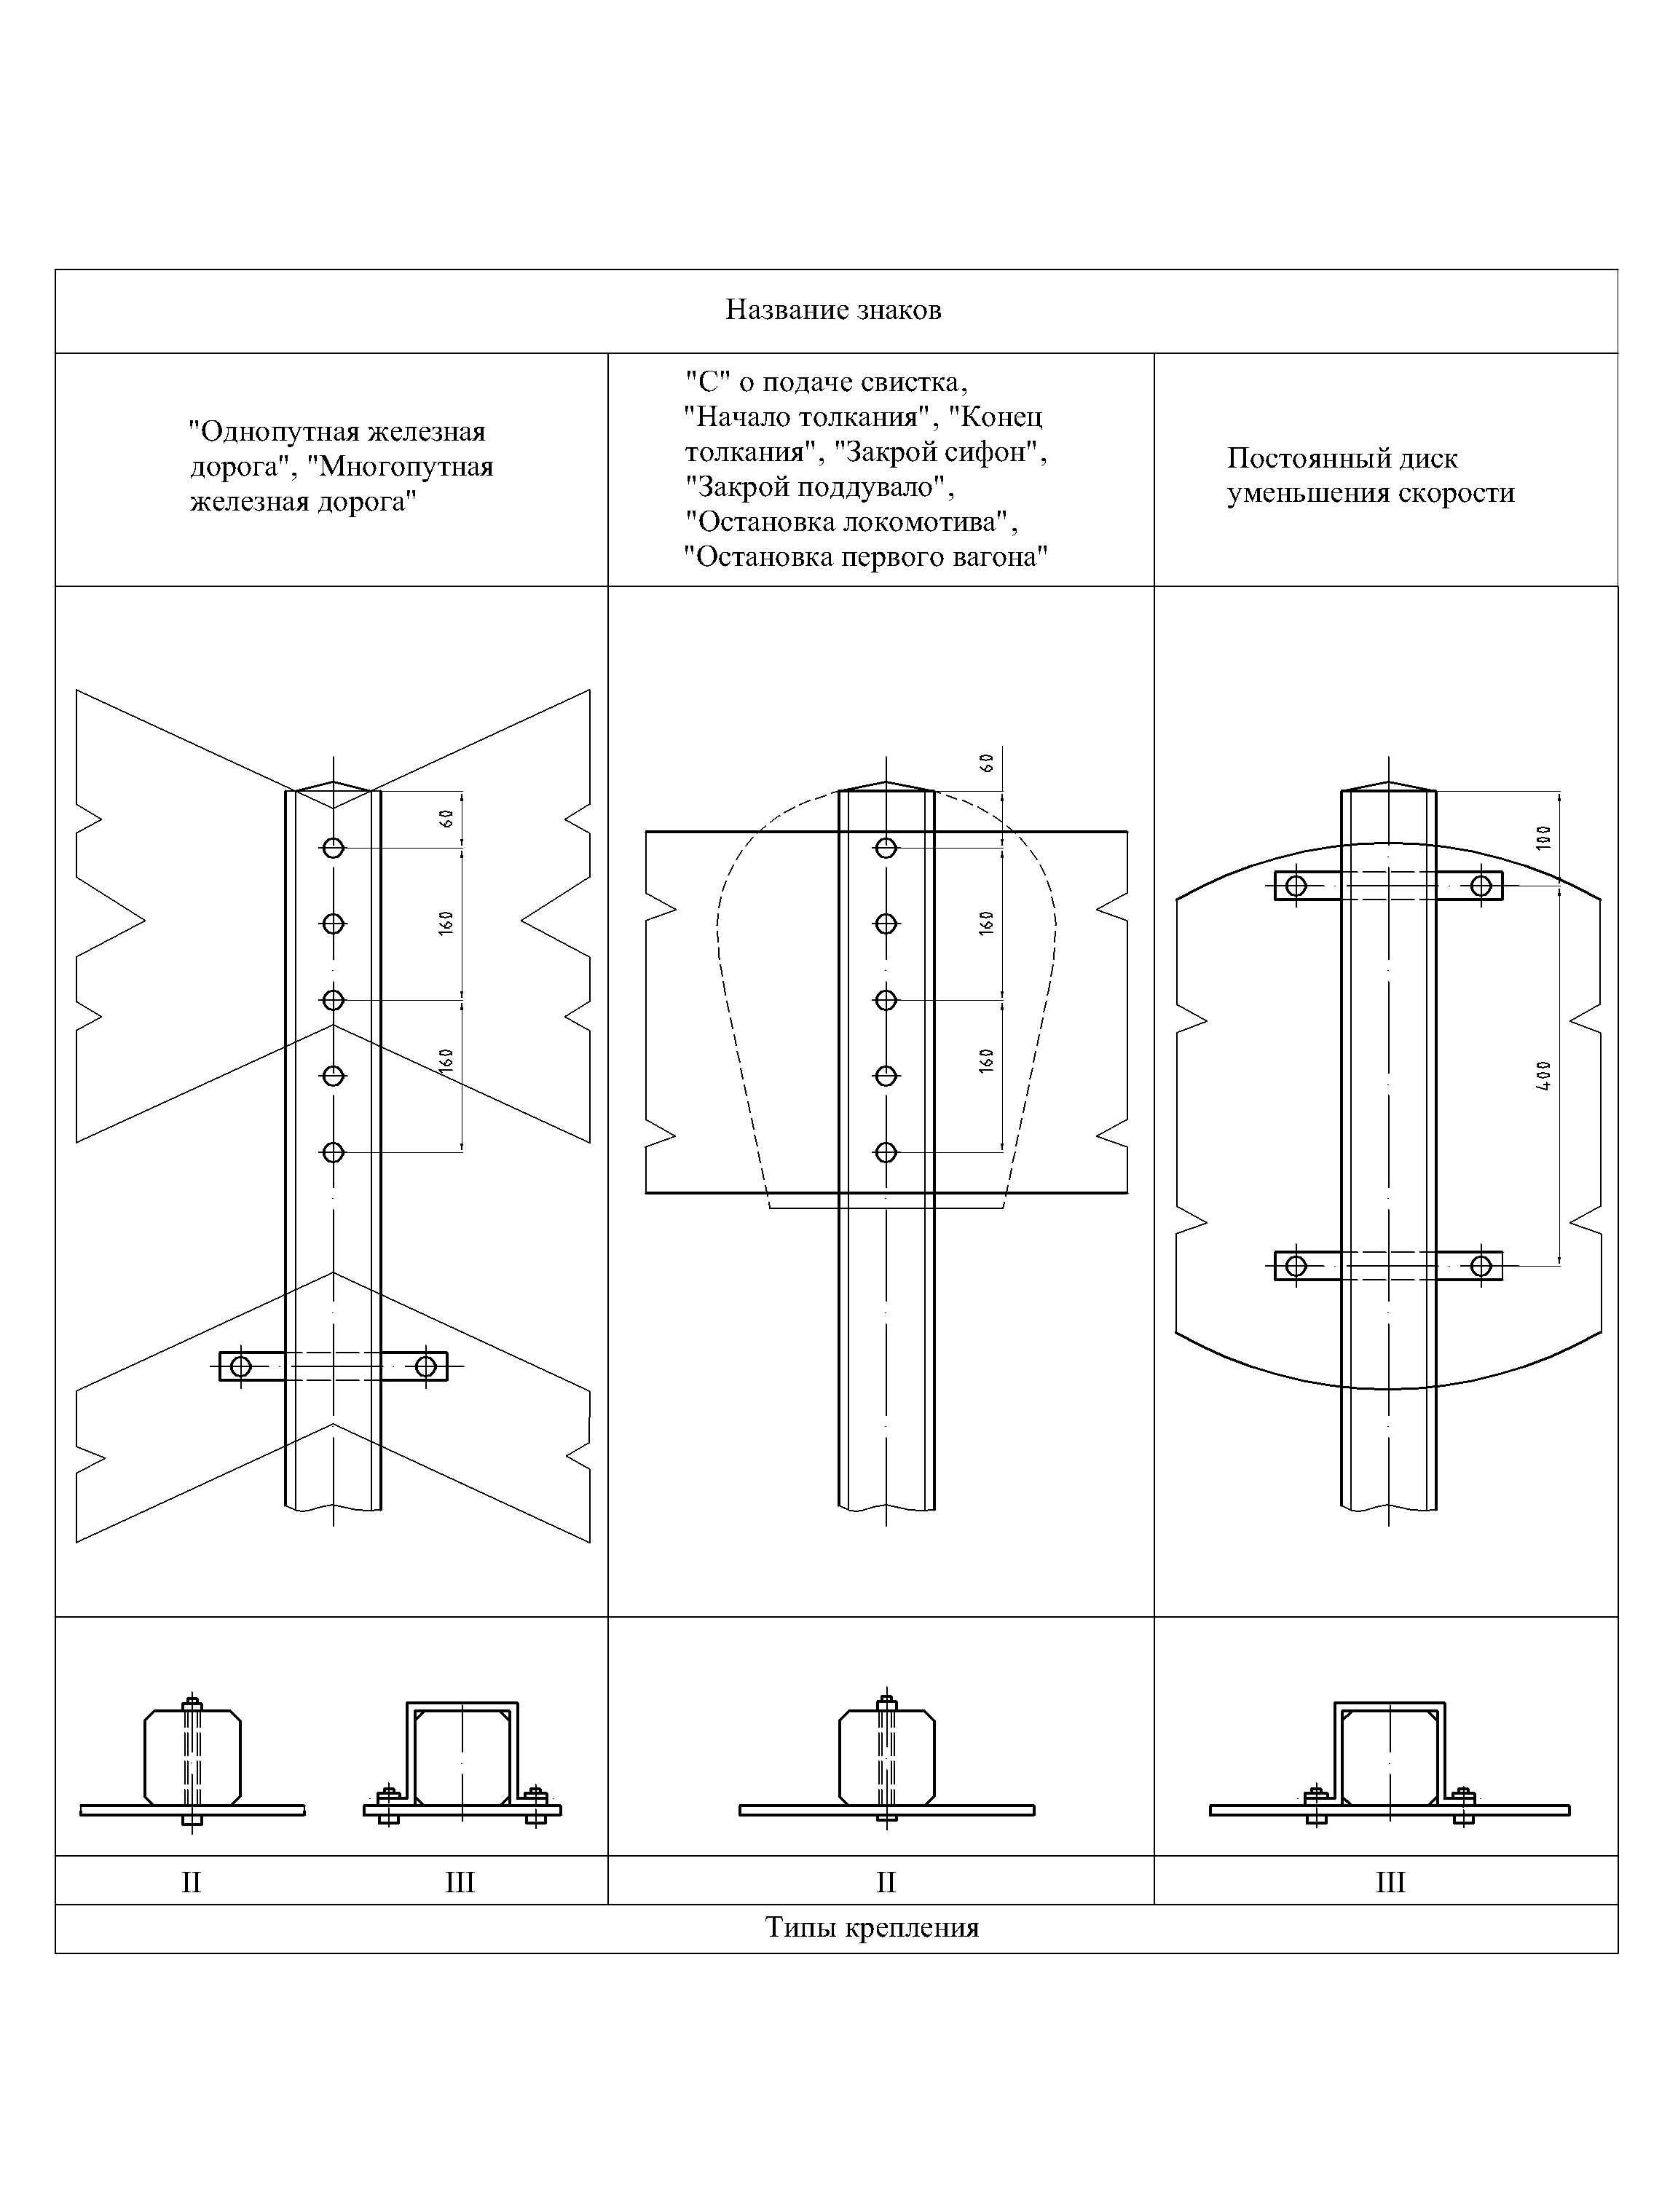 Название знаков
"Однопутная железная
дорога", "Многопутная
железная дорога"
"С" о подаче свистка,
"Начало толкания", "Конец
толкания", "Закрой сифон",
"Закрой поддувало",
"Остановка локомотива",
"Остановка первого вагона"
Постоянный диск
уменьшения скорости
60
160
160
60
160
160
100
400
II
III
II
III
Типы крепления